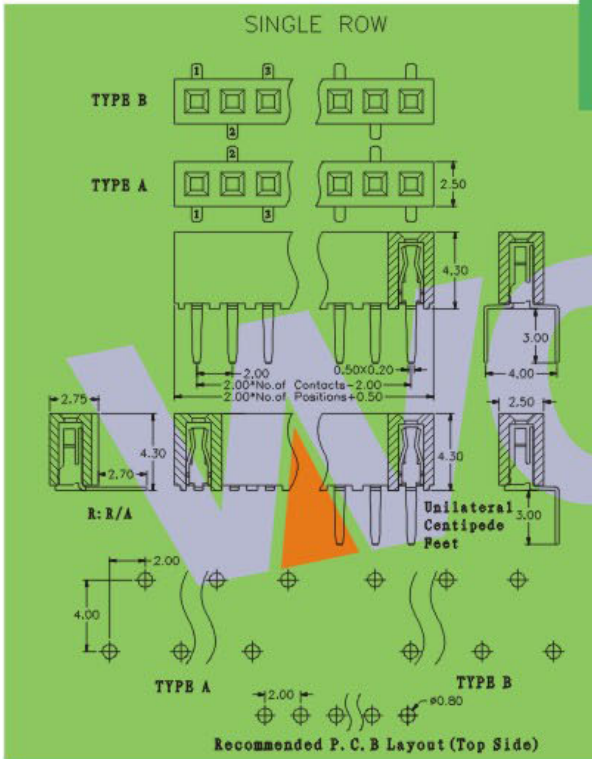 SINGLE ROW
1 3
TYPE B
2
2
TYPE A
2.50
1 3
4.30
3.00
2.00
0.50X0.20
4.00
2.00*No.of Contacts-2.00
2.00*No.of Positions+0.50
2.75
2.50
4.30
4.30
2.70
R:R/A
Unilateral
Centipede
Feet
3.00
2.00
4.00
TYPE A
TYPE B
2.00
ø0.80
Recommended P.C.B Layout(Top Side)
WC